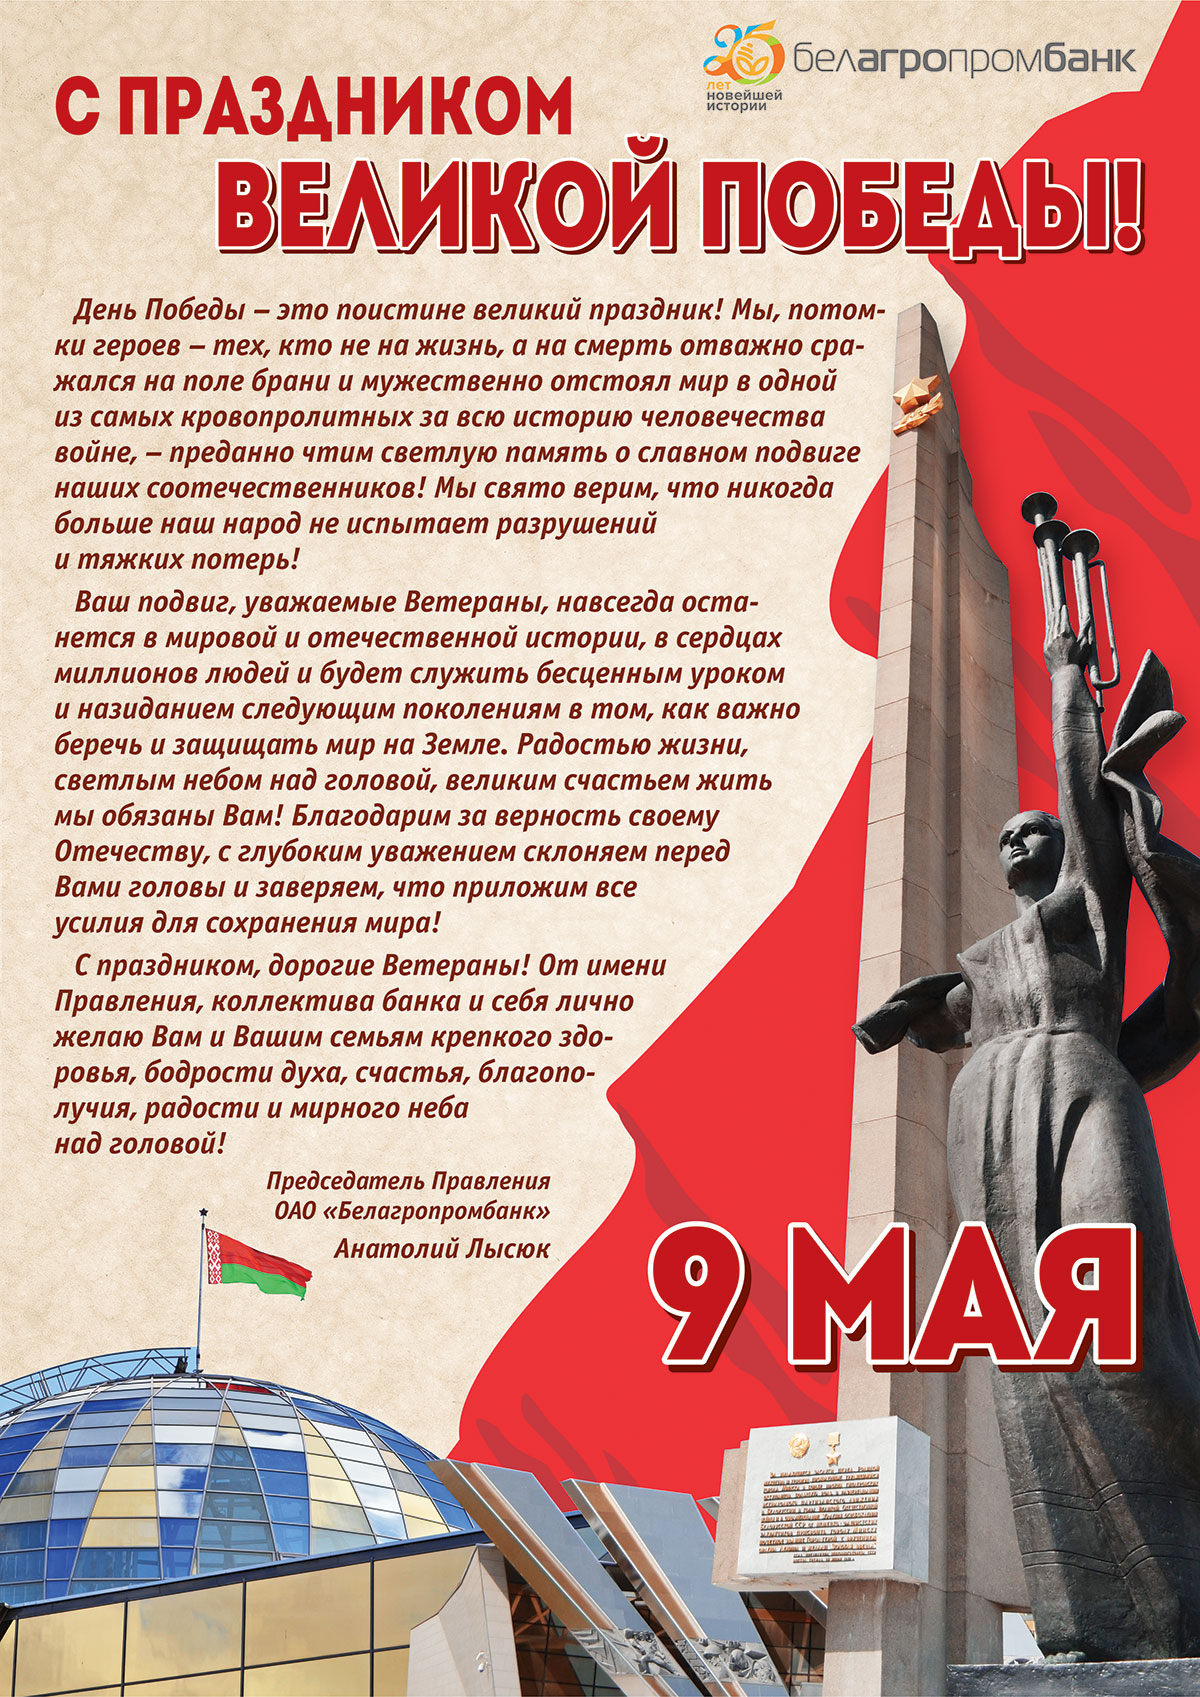 25 белагропромбанк
лет
новейшей
истории
С ПРАЗДНИКОМ
ВЕЛИКОЙ ПОБЕДЫ!
День Победы – это поистине великий праздник! Мы, потом-
ки героев – тех, кто не на жизнь, а на смерть отважно сра-
жался на поле брани и мужественно отстоял мир в одной
из самых кровопролитных за всю историю человечества
войне, – преданно чтим светлую память о славном подвиге
наших соотечественников! Мы свято верим, что никогда
больше наш народ не испытает разрушений
и тяжких потерь!
Ваш подвиг, уважаемые Ветераны, навсегда оста-
нется в мировой и отечественной истории, в сердцах
миллионов людей и будет служить бесценным уроком
и назиданием следующим поколениям в том, как важно
беречь и защищать мир на Земле. Радостью жизни,
светлым небом над головой, великим счастьем жить
мы обязаны Вам! Благодарим за верность своему
Отечеству, с глубоким уважением склоняем перед
Вами головы и заверяем, что приложим все
усилия для сохранения мира!
С праздником, дорогие Ветераны! От имени
Правления, коллектива банка и себя лично
желаю Вам и Вашим семьям крепкого здо-
ровья, бодрости духа, счастья, благопо-
лучия, радости и мирного неба
над головой!
Председатель Правления
ОАО «Белагропромбанк»
Анатолий Лысюк
9 МАЯ